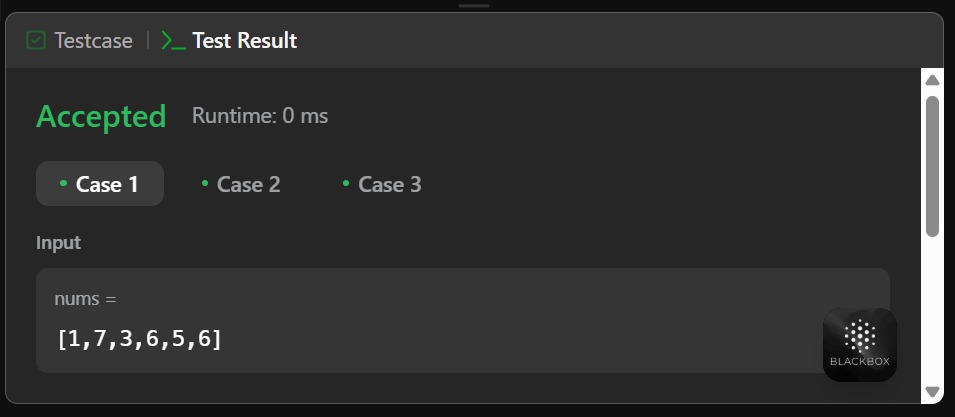 Testcase | >_ Test Result
Accepted Runtime: 0 ms
Case 1 Case 2 Case 3
Input
nums =
[1,7,3,6,5,6]
BLACKBOX